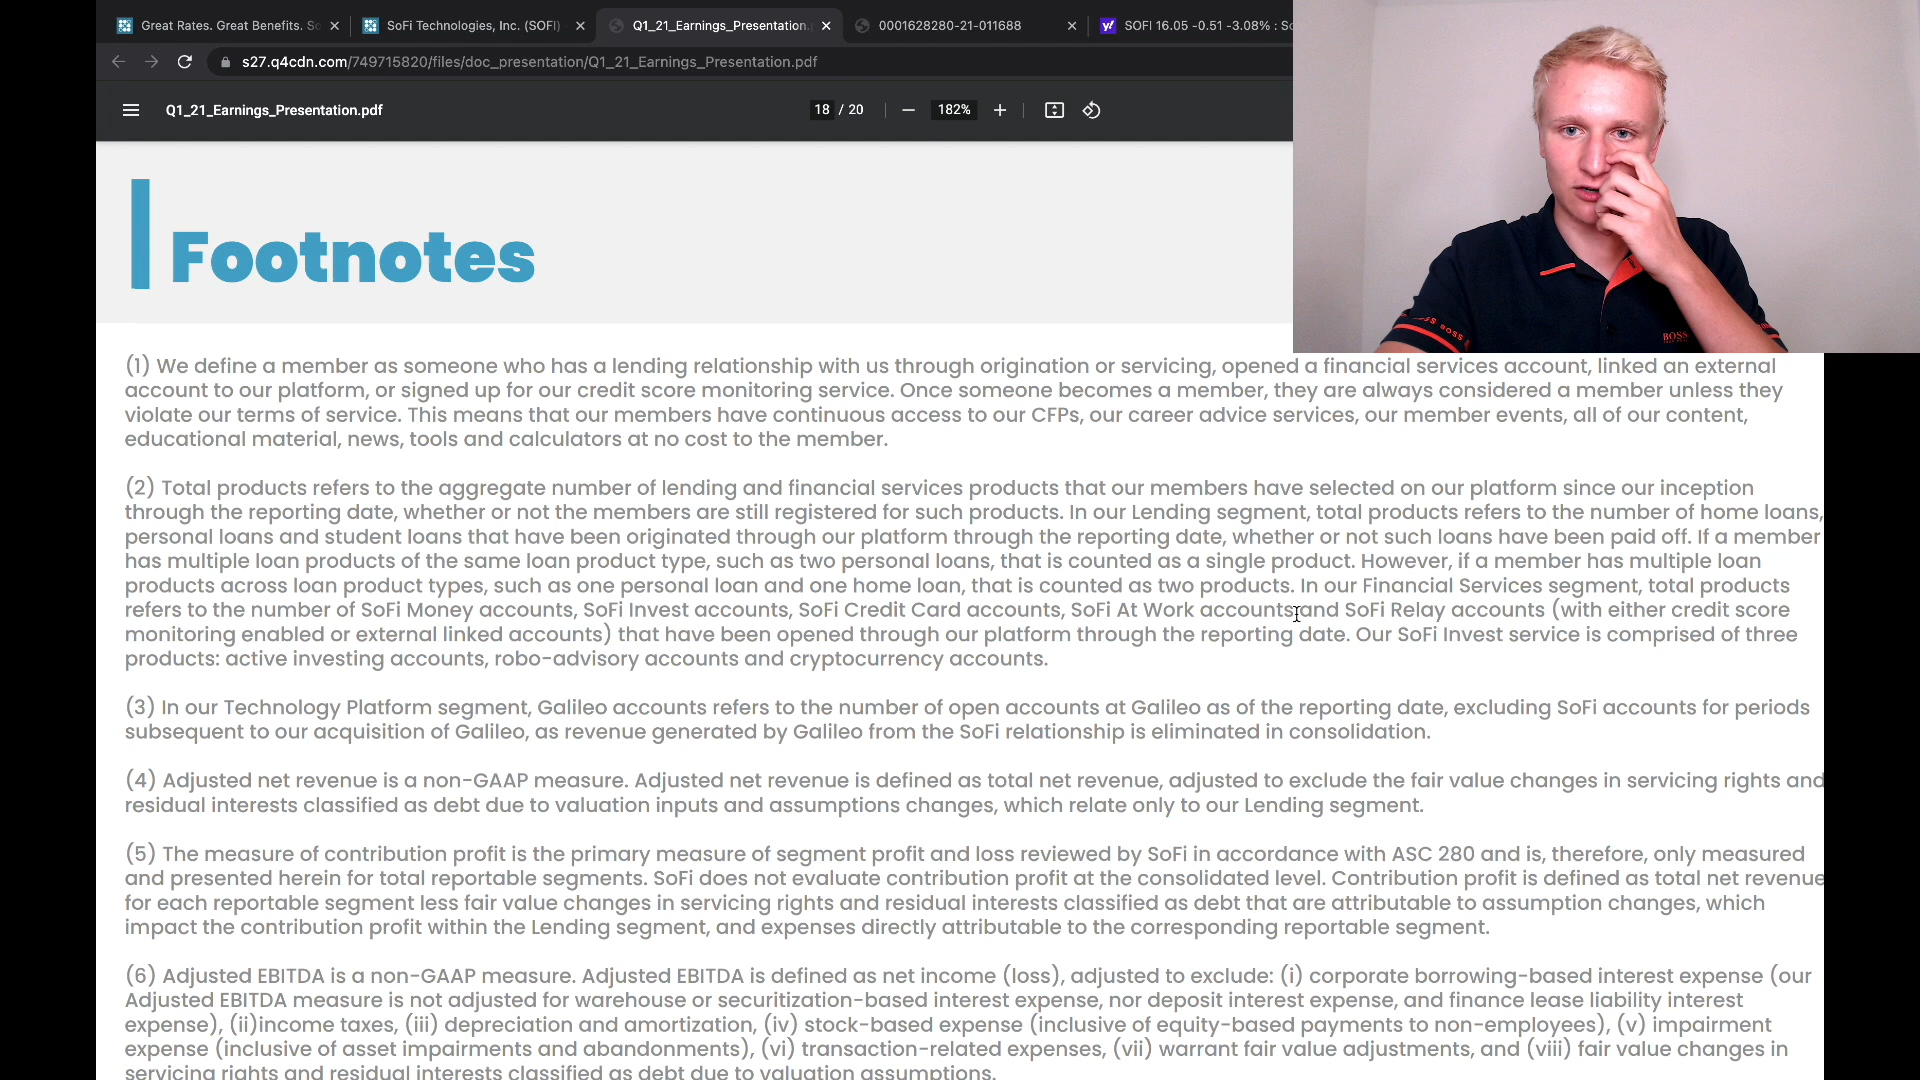 Great Rates. Great Benefits. So
SoFi Technologies, Inc. (SOFI)
Q1_21_Earnings_Presentation.
0001628280-21-011688
SOFI 16.05 -0.51 -3.08% : So
s27.q4cdn.com/749715820/files/doc_presentation/Q1_21_Earnings_Presentation.pdf
Q1_21_Earnings_Presentation.pdf
18 / 20
182%
Footnotes
BOSS
BOSS
(1) We define a member as someone who has a lending relationship with us through origination or servicing, opened a financial services account, linked an external
account to our platform, or signed up for our credit score monitoring service. Once someone becomes a member, they are always considered a member unless they
violate our terms of service. This means that our members have continuous access to our CFPs, our career advice services, our member events, all of our content,
educational material, news, tools and calculators at no cost to the member.
(2) Total products refers to the aggregate number of lending and financial services products that our members have selected on our platform since our inception
through the reporting date, whether or not the members are still registered for such products. In our Lending segment, total products refers to the number of home loans,
personal loans and student loans that have been originated through our platform through the reporting date, whether or not such loans have been paid off. If a member
has multiple loan products of the same loan product type, such as two personal loans, that is counted as a single product. However, if a member has multiple loan
products across loan product types, such as one personal loan and one home loan, that is counted as two products. In our Financial Services segment, total products
refers to the number of SoFi Money accounts, SoFi Invest accounts, SoFi Credit Card accounts, SoFi At Work accounts and SoFi Relay accounts (with either credit score
monitoring enabled or external linked accounts) that have been opened through our platform through the reporting date. Our SoFi Invest service is comprised of three
products: active investing accounts, robo-advisory accounts and cryptocurrency accounts.
(3) In our Technology Platform segment, Galileo accounts refers to the number of open accounts at Galileo as of the reporting date, excluding SoFi accounts for periods
subsequent to our acquisition of Galileo, as revenue generated by Galileo from the SoFi relationship is eliminated in consolidation.
(4) Adjusted net revenue is a non-GAAP measure. Adjusted net revenue is defined as total net revenue, adjusted to exclude the fair value changes in servicing rights and
residual interests classified as debt due to valuation inputs and assumptions changes, which relate only to our Lending segment.
(5) The measure of contribution profit is the primary measure of segment profit and loss reviewed by SoFi in accordance with ASC 280 and is, therefore, only measured
and presented herein for total reportable segments. SoFi does not evaluate contribution profit at the consolidated level. Contribution profit is defined as total net revenue
for each reportable segment less fair value changes in servicing rights and residual interests classified as debt that are attributable to assumption changes, which
impact the contribution profit within the Lending segment, and expenses directly attributable to the corresponding reportable segment.
(6) Adjusted EBITDA is a non-GAAP measure. Adjusted EBITDA is defined as net income (loss), adjusted to exclude: (i) corporate borrowing-based interest expense (our
Adjusted EBITDA measure is not adjusted for warehouse or securitization-based interest expense, nor deposit interest expense, and finance lease liability interest
expense), (ii)income taxes, (iii) depreciation and amortization, (iv) stock-based expense (inclusive of equity-based payments to non-employees), (v) impairment
expense (inclusive of asset impairments and abandonments), (vi) transaction-related expenses, (vii) warrant fair value adjustments, and (viii) fair value changes in
servicing rights and residual interests classified as debt due to valuation assumptions.